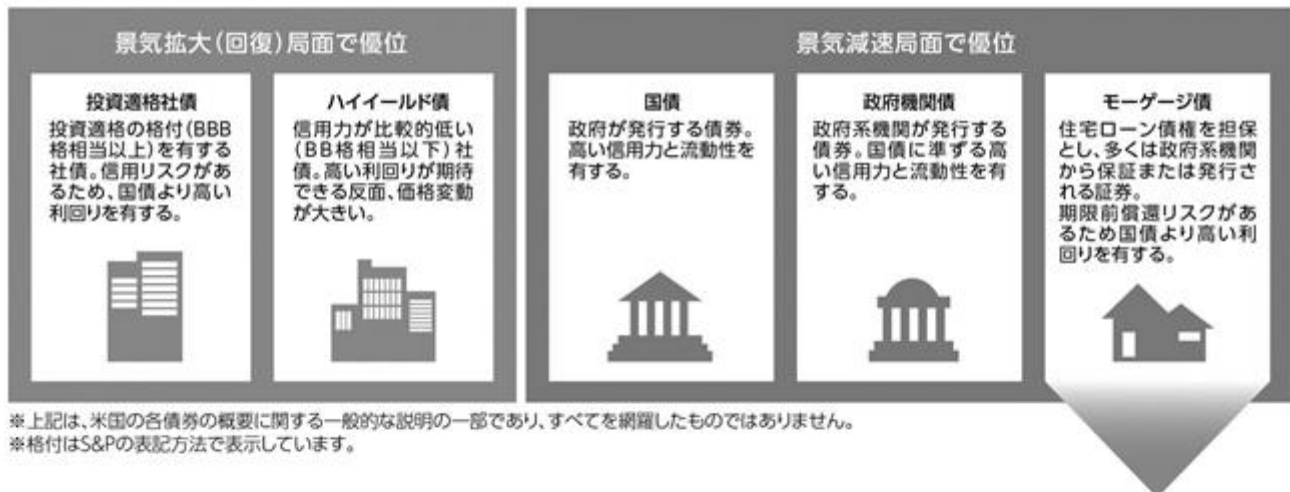 景気拡大(回復)局面で優位
投資適格社債
投資適格の格付(BBB
格相当以上)を有する
社債。信用リスクがあ
るため、国債より高い
利回りを有する。
ハイイールド債
信用力が比較的低い
(BB格相当以下)社
債。高い利回りが期待
できる反面、価格変動
が大きい。
景気減速局面で優位
国債
政府が発行する債券。
高い信用力と流動性を
有する。
政府機関債
政府系機関が発行する
債券。国債に準ずる高
い信用力と流動性を有
する。
モーゲージ債
住宅ローン債権を担保
とし、多くは政府系機関
から保証または発行さ
れる証券。
期限前償還リスクがあ
るため国債より高い利
回りを有する。
※上記は、米国の各債券の概要に関する一般的な説明の一部であり、すべてを網羅したものではありません。
※格付はS&Pの表記方法で表示しています。